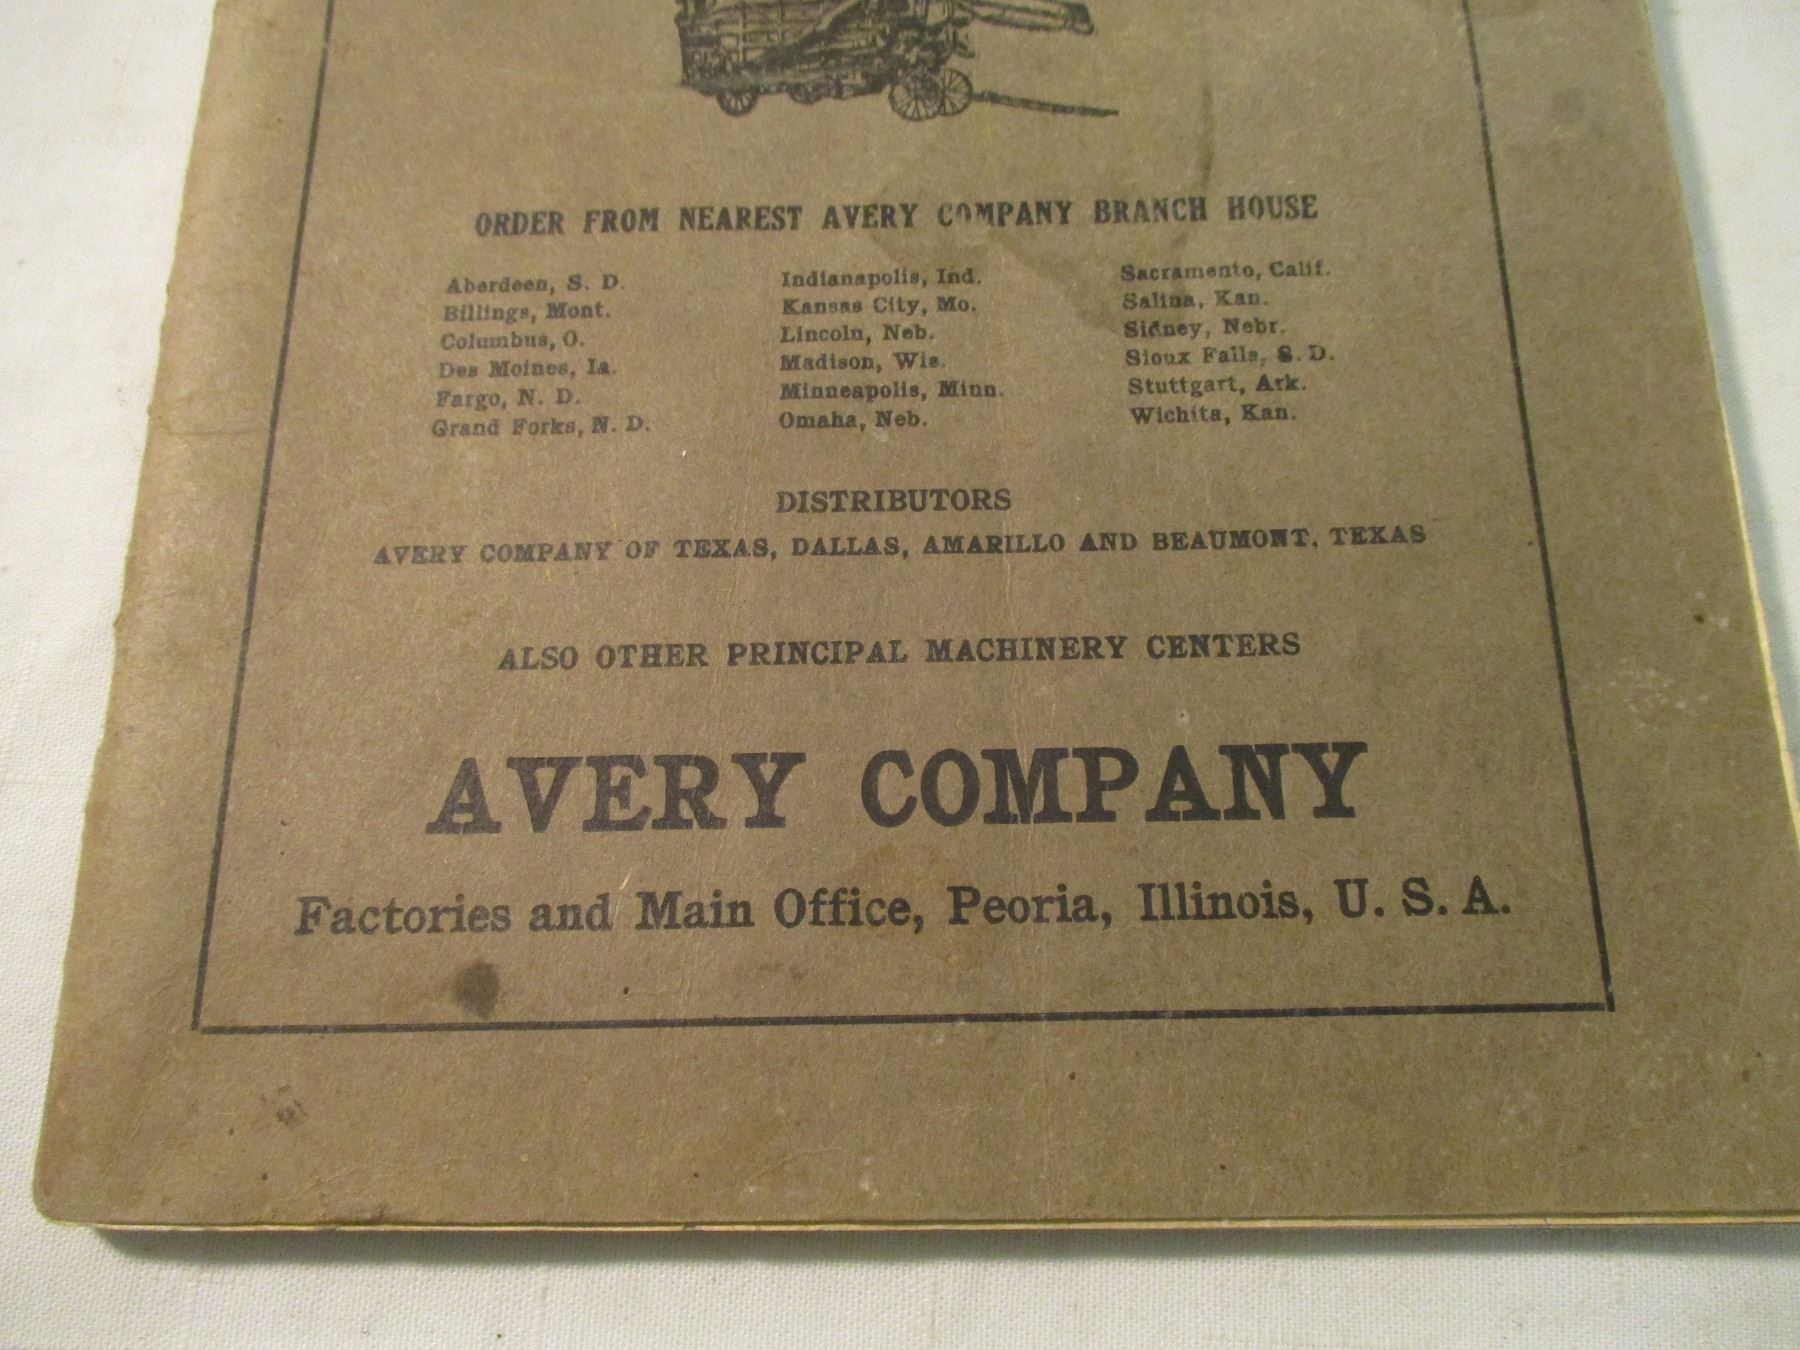 ORDER FROM NEAREST AVERY COMPANY BRANCH HOUSE
Aberdeen, S. D.
Billings, Mont.
Columbus, O.
Des Moines, Ia.
Fargo, N. D.
Grand Forks, N. D.
Indianapolis, Ind.
Kansas City, Mo.
Lincoln, Neb.
Madison, Wis.
Minneapolis, Minn.
Omaha, Neb.
Sacramento, Calif.
Salina, Kan.
Sidney, Nebr.
Sioux Falls, S. D.
Stuttgart, Ark.
Wichita, Kan.
DISTRIBUTORS
AVERY COMPANY OF TEXAS, DALLAS, AMARILLO AND BEAUMONT, TEXAS
ALSO OTHER PRINCIPAL MACHINERY CENTERS
AVERY COMPANY
Factories and Main Office, Peoria, Illinois, U. S. A.